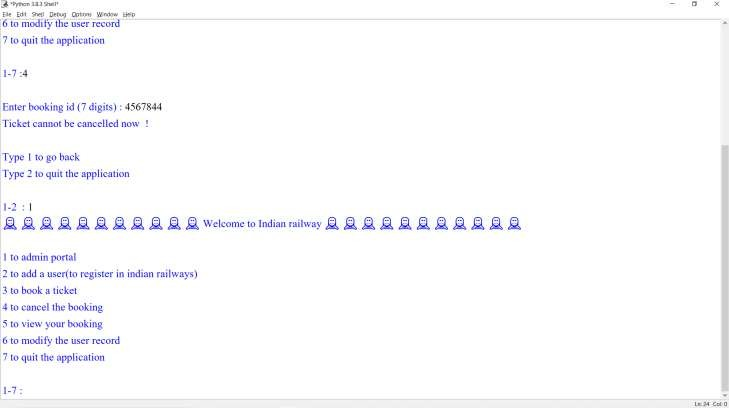 *Python 3.8.3 Shell*
File Edit Shell Debug Options Window Help
6 to modify the user record
7 to quit the application
1-7 :4
Enter booking id (7 digits) : 4567844
Ticket cannot be cancelled now  !
Type 1 to go back
Type 2 to quit the application
1-2  : 1
Welcome to Indian railway
1 to admin portal
2 to add a user(to register in indian railways)
3 to book a ticket
4 to cancel the booking
5 to view your booking
6 to modify the user record
7 to quit the application
1-7 :
Ln: 24 Col: 0